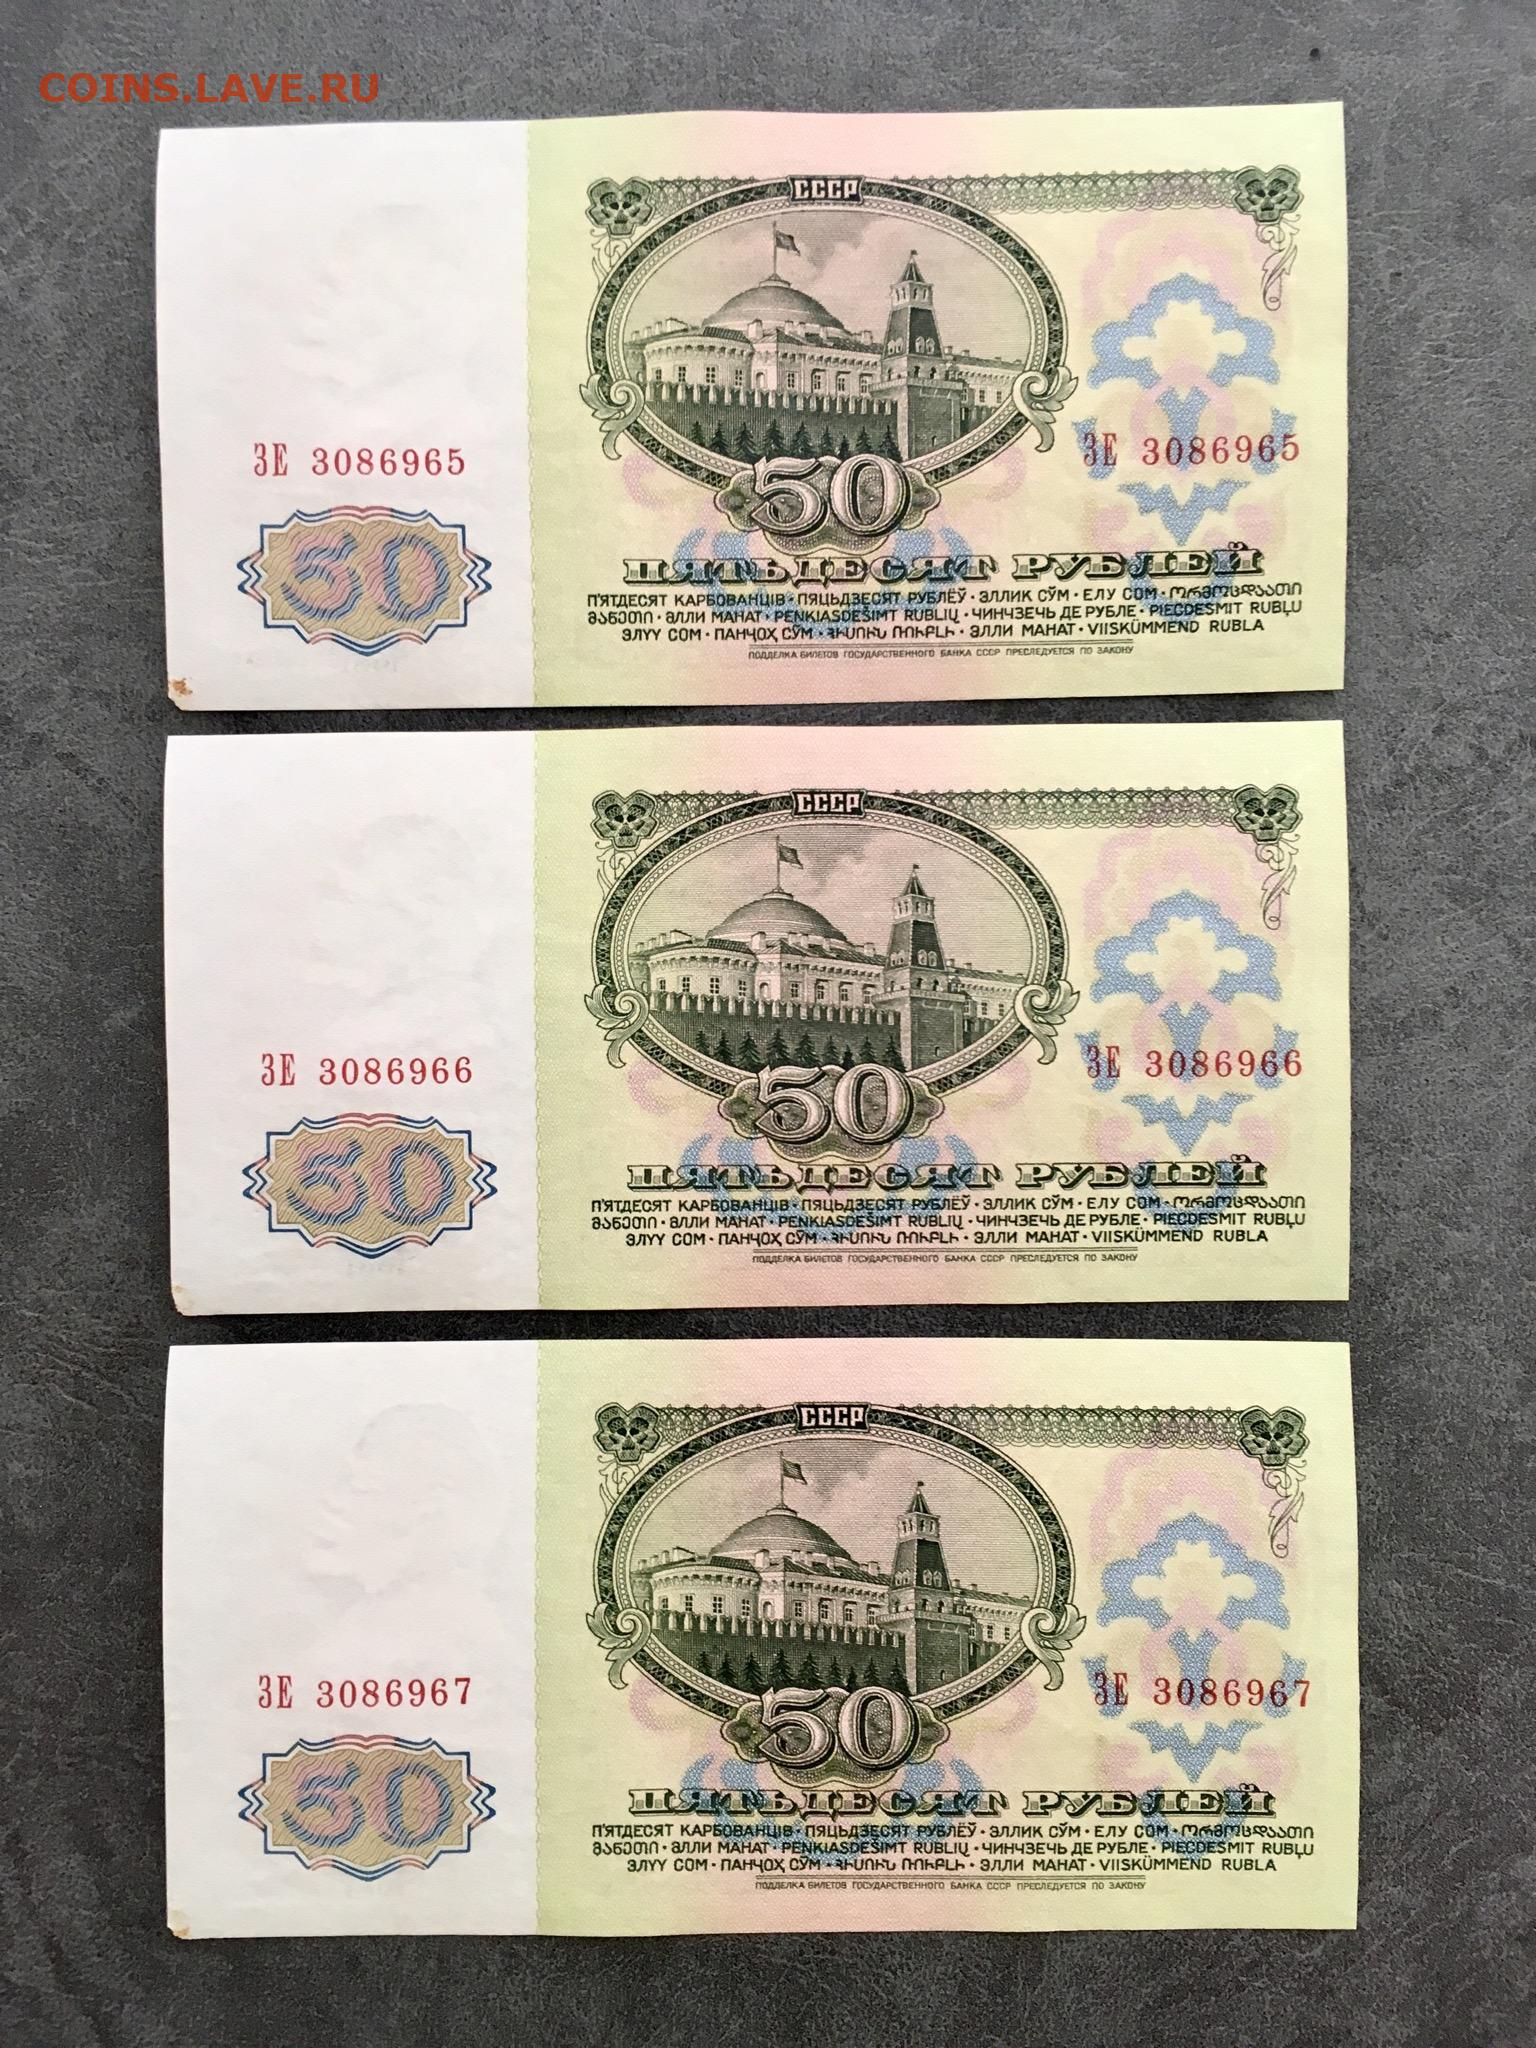 COINS.LAVE.RU
СССР
ЗЕ 3086965
ЗЕ 3086965
50
50
ПЯТЬДЕСЯТ РУБЛЕЙ
П'ЯТДЕСЯТ КАРБОВАНЦІВ · ПЯЦЬДЗЕСЯТ РУБЛЁЎ · ЭЛЛИК СЎМ · ЕЛУ СОМ · ᲝᲠᲛᲝᲪᲓᲐᲐᲗᲘ
ᲛᲐᲜᲔᲗᲘ · ӘЛЛИ МАНАТ · PENKIASDEŠIMT RUBLIŲ · ЧИНЧЗЕЧЬ ДЕ РУБЛЕ · PIECDESMIT RUBĻU
ЭЛУУ СОМ · ПАНҶОҲ СЎМ · ՀԻՍՈՒՆ ՌՈՒԲԼԻ · ЭЛЛИ МАНАТ · VIISKÜMMEND RUBLA
ПОДДЕЛКА БИЛЕТОВ ГОСУДАРСТВЕННОГО БАНКА СССР ПРЕСЛЕДУЕТСЯ ПО ЗАКОНУ
СССР
ЗЕ 3086966
ЗЕ 3086966
50
50
ПЯТЬДЕСЯТ РУБЛЕЙ
П'ЯТДЕСЯТ КАРБОВАНЦІВ · ПЯЦЬДЗЕСЯТ РУБЛЁЎ · ЭЛЛИК СЎМ · ЕЛУ СОМ · ᲝᲠᲛᲝᲪᲓᲐᲐᲗᲘ
ᲛᲐᲜᲔᲗᲘ · ӘЛЛИ МАНАТ · PENKIASDEŠIMT RUBLIŲ · ЧИНЧЗЕЧЬ ДЕ РУБЛЕ · PIECDESMIT RUBĻU
ЭЛУУ СОМ · ПАНҶОҲ СЎМ · ՀԻՍՈՒՆ ՌՈՒԲԼԻ · ЭЛЛИ МАНАТ · VIISKÜMMEND RUBLA
ПОДДЕЛКА БИЛЕТОВ ГОСУДАРСТВЕННОГО БАНКА СССР ПРЕСЛЕДУЕТСЯ ПО ЗАКОНУ
СССР
ЗЕ 3086967
ЗЕ 3086967
50
50
ПЯТЬДЕСЯТ РУБЛЕЙ
П'ЯТДЕСЯТ КАРБОВАНЦІВ · ПЯЦЬДЗЕСЯТ РУБЛЁЎ · ЭЛЛИК СЎМ · ЕЛУ СОМ · ᲝᲠᲛᲝᲪᲓᲐᲐᲗᲘ
ᲛᲐᲜᲔᲗᲘ · ӘЛЛИ МАНАТ · PENKIASDEŠIMT RUBLIŲ · ЧИНЧЗЕЧЬ ДЕ РУБЛЕ · PIECDESMIT RUBĻU
ЭЛУУ СОМ · ПАНҶОҲ СЎМ · ՀԻՍՈՒՆ ՌՈՒԲԼԻ · ЭЛЛИ МАНАТ · VIISKÜMMEND RUBLA
ПОДДЕЛКА БИЛЕТОВ ГОСУДАРСТВЕННОГО БАНКА СССР ПРЕСЛЕДУЕТСЯ ПО ЗАКОНУ